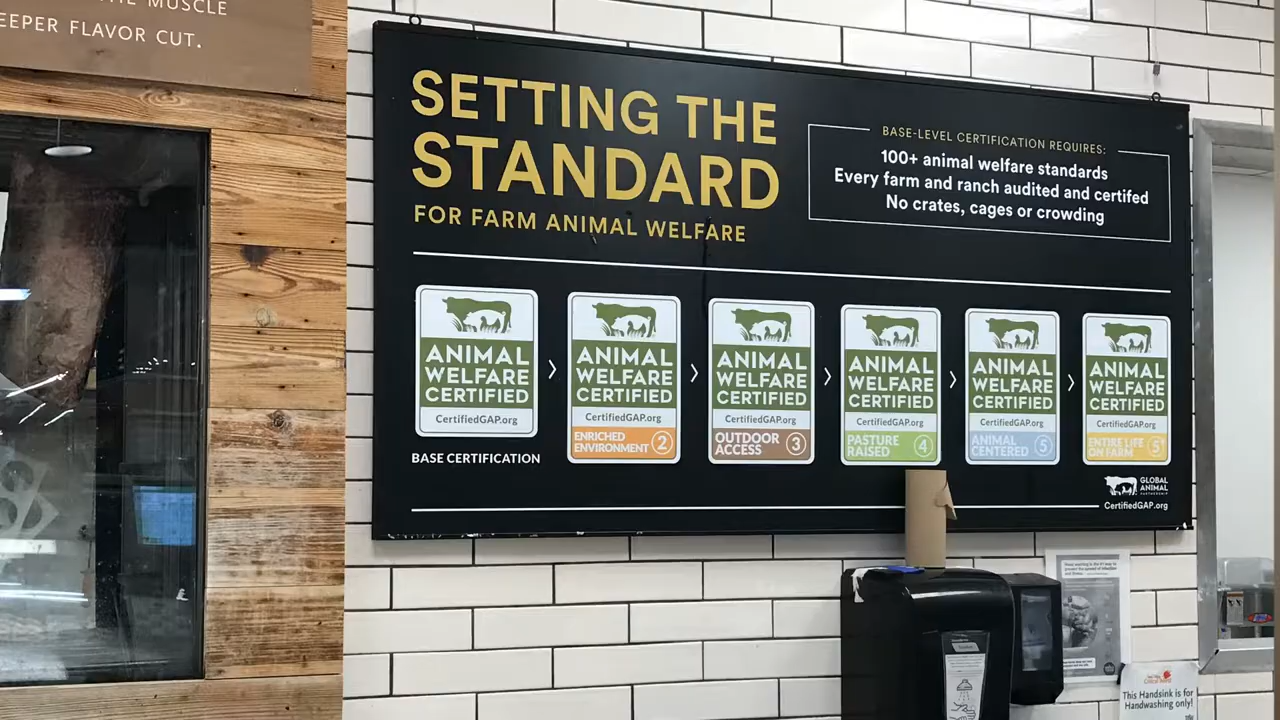 THE MUSCLE
EEPER FLAVOR CUT.
SETTING THE
STANDARD
FOR FARM ANIMAL WELFARE
BASE-LEVEL CERTIFICATION REQUIRES:
100+ animal welfare standards
Every farm and ranch audited and certifed
No crates, cages or crowding
ANIMAL
WELFARE
CERTIFIED
CertifiedGAP.org
BASE CERTIFICATION
ANIMAL
WELFARE
CERTIFIED
CertifiedGAP.org
ENRICHED
ENVIRONMENT 2
ANIMAL
WELFARE
CERTIFIED
CertifiedGAP.org
OUTDOOR
ACCESS 3
ANIMAL
WELFARE
CERTIFIED
CertifiedGAP.org
PASTURE
RAISED 4
ANIMAL
WELFARE
CERTIFIED
CertifiedGAP.org
ANIMAL
CENTERED 5
ANIMAL
WELFARE
CERTIFIED
CertifiedGAP.org
ENTIRE LIFE
ON FARM 5+
GLOBAL
ANIMAL
PARTNERSHIP
CertifiedGAP.org
This Handsink is for
Handwashing only!